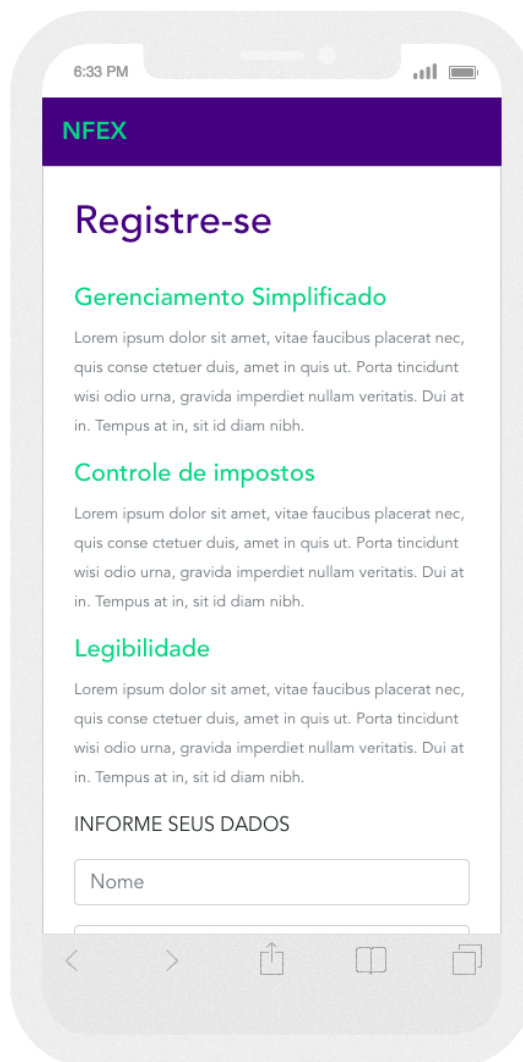 6:33 PM
NFEX
Registre-se
Gerenciamento Simplificado
Lorem ipsum dolor sit amet, vitae faucibus placerat nec,
quis conse ctetuer duis, amet in quis ut. Porta tincidunt
wisi odio urna, gravida imperdiet nullam veritatis. Dui at
in. Tempus at in, sit id diam nibh.
Controle de impostos
Lorem ipsum dolor sit amet, vitae faucibus placerat nec,
quis conse ctetuer duis, amet in quis ut. Porta tincidunt
wisi odio urna, gravida imperdiet nullam veritatis. Dui at
in. Tempus at in, sit id diam nibh.
Legibilidade
Lorem ipsum dolor sit amet, vitae faucibus placerat nec,
quis conse ctetuer duis, amet in quis ut. Porta tincidunt
wisi odio urna, gravida imperdiet nullam veritatis. Dui at
in. Tempus at in, sit id diam nibh.
INFORME SEUS DADOS
Nome